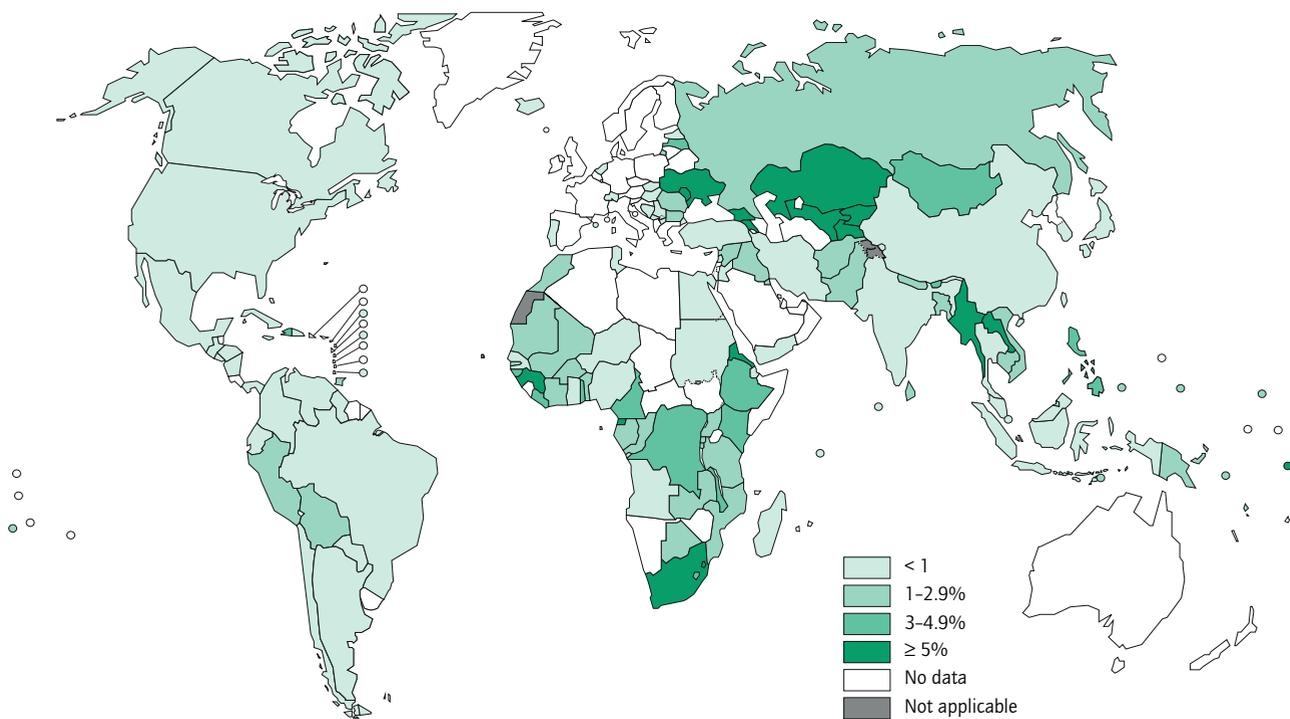 < 1
1–2.9%
3–4.9%
≥ 5%
No data
Not applicable